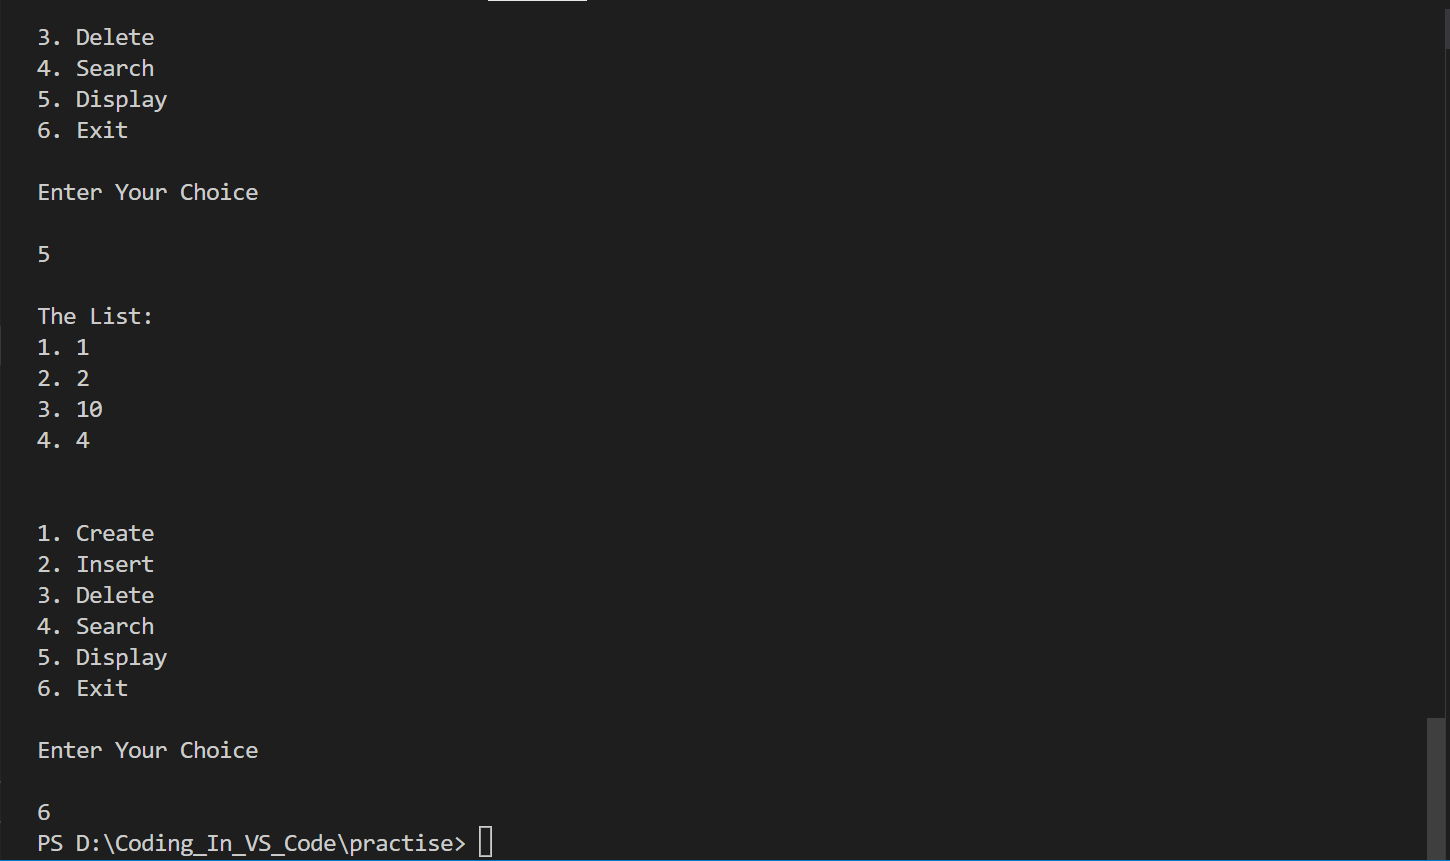 3. Delete
4. Search
5. Display
6. Exit
Enter Your Choice
5
The List:
1. 1
2. 2
3. 10
4. 4
1. Create
2. Insert
3. Delete
4. Search
5. Display
6. Exit
Enter Your Choice
6
PS D:\Coding_In_VS_Code\practise>